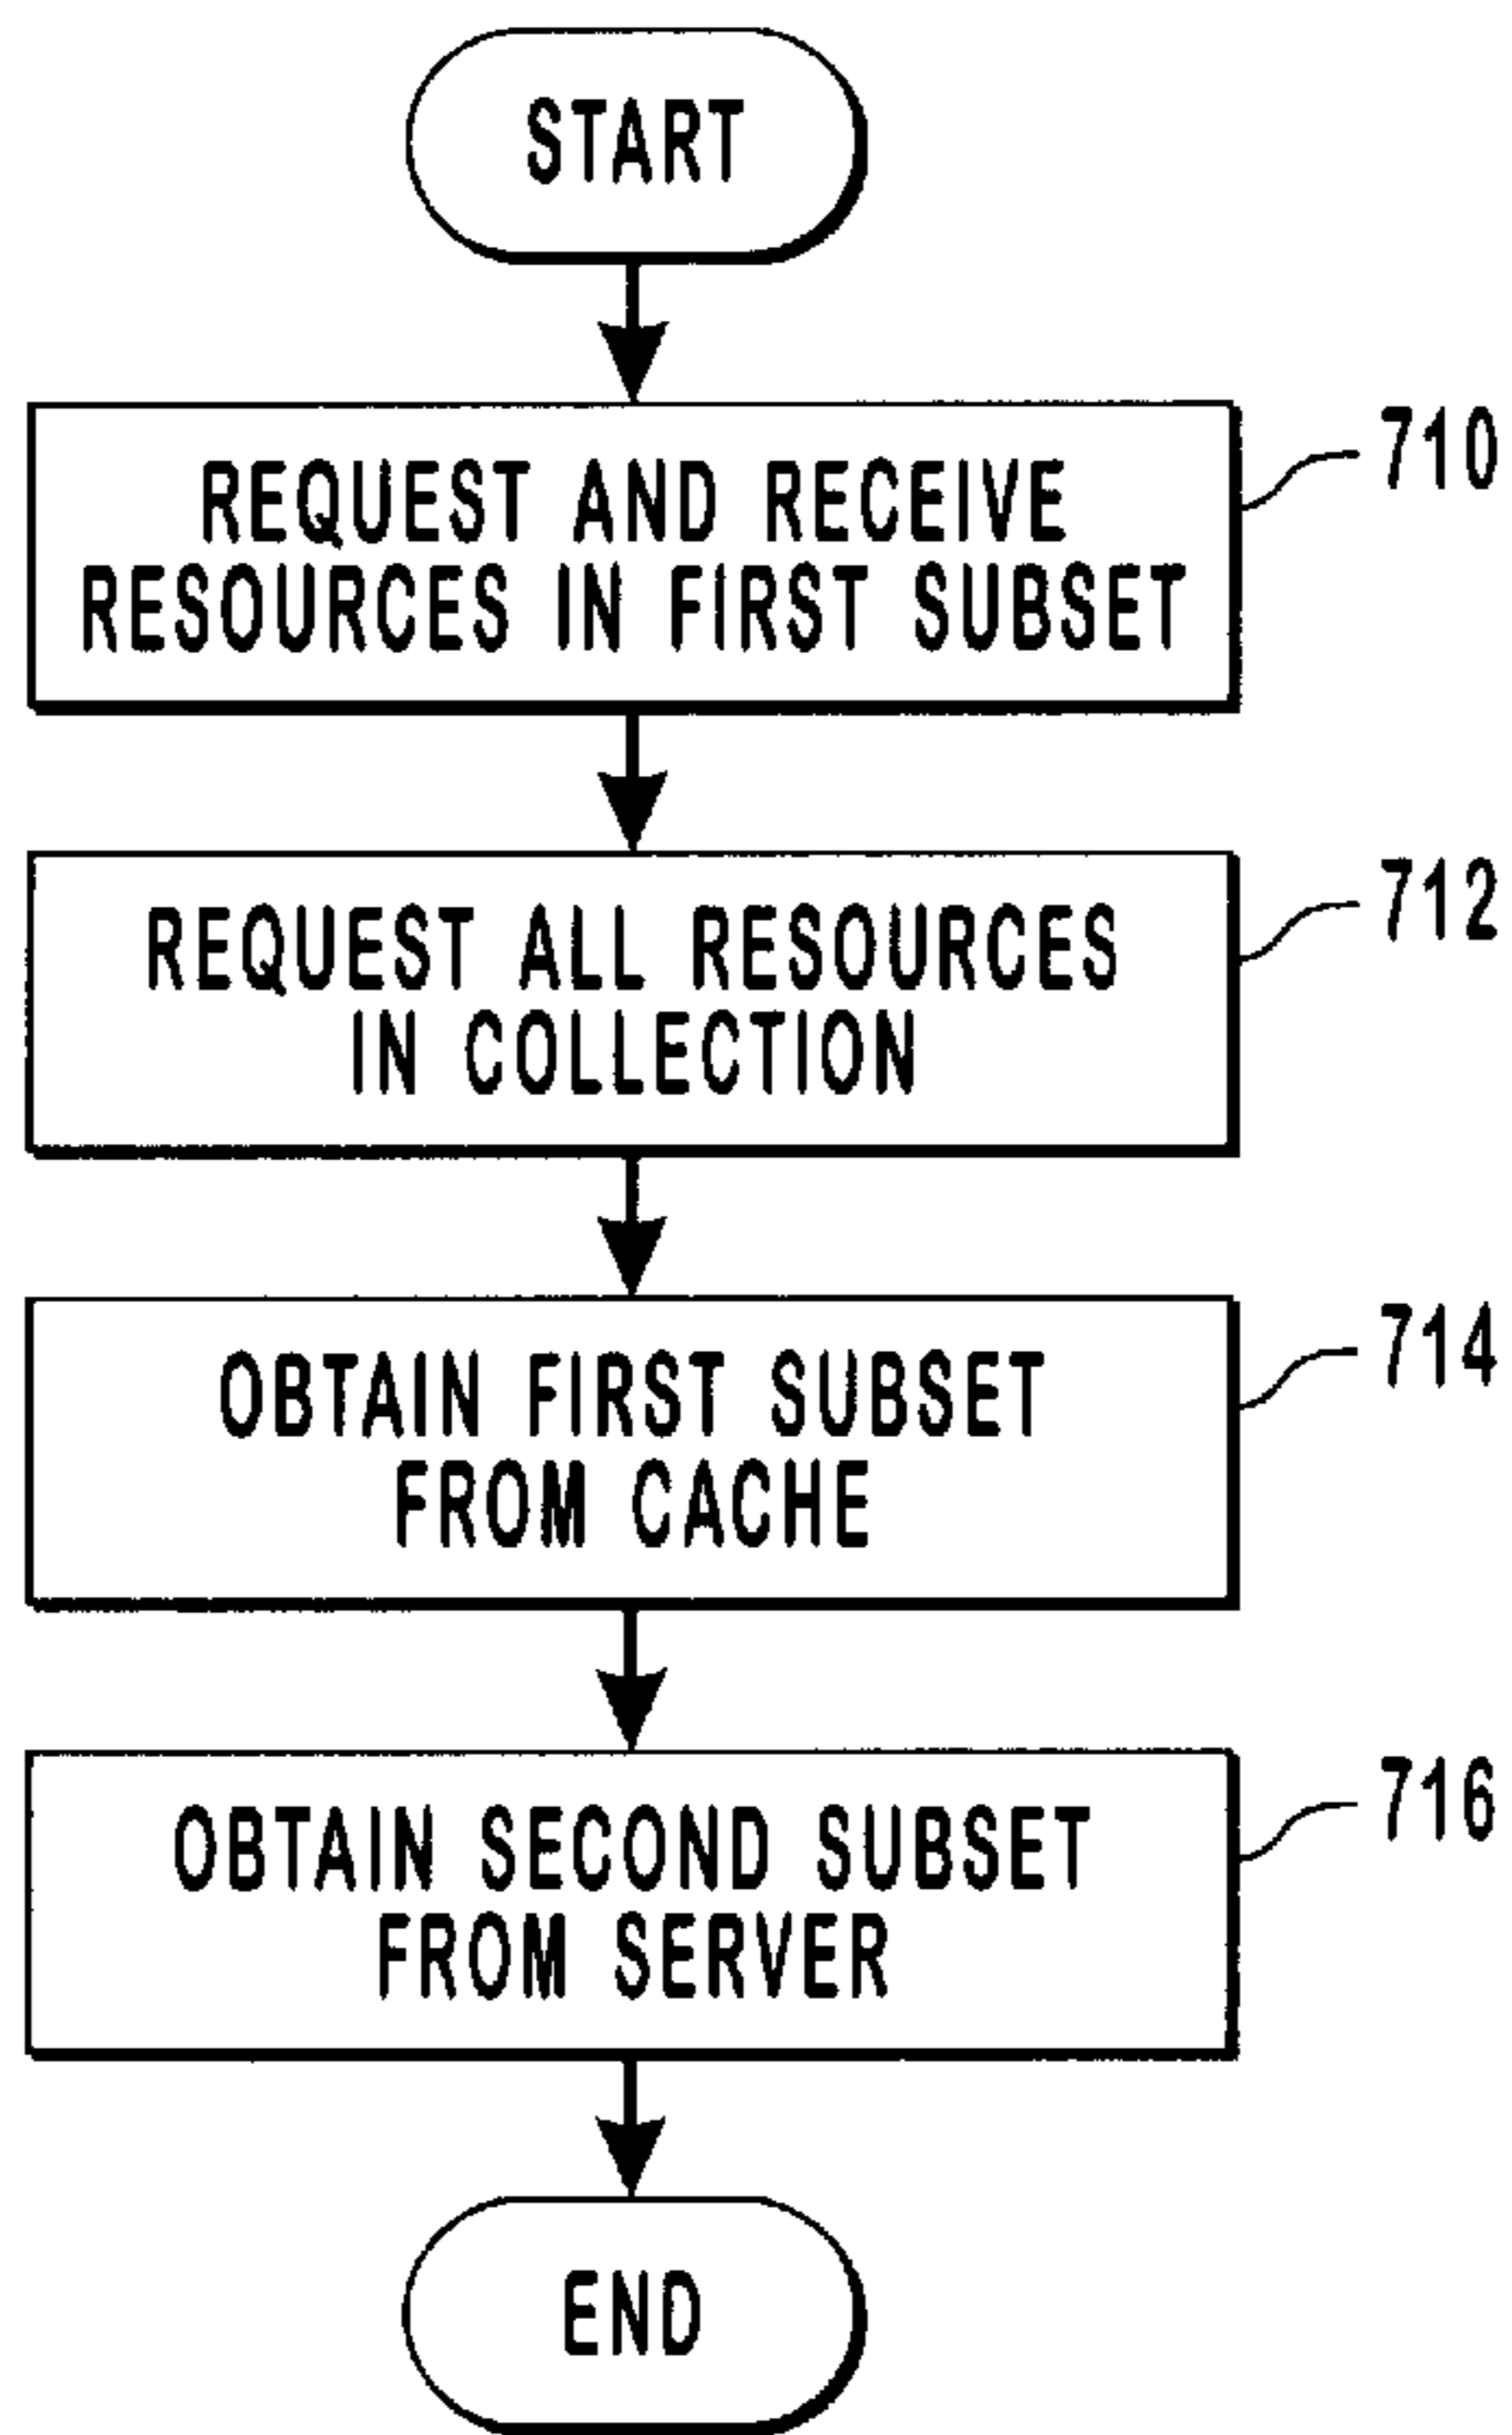 START
REQUEST AND RECEIVE
RESOURCES IN FIRST SUBSET
710
REQUEST ALL RESOURCES
IN COLLECTION
712
OBTAIN FIRST SUBSET
FROM CACHE
714
OBTAIN SECOND SUBSET
FROM SERVER
716
END